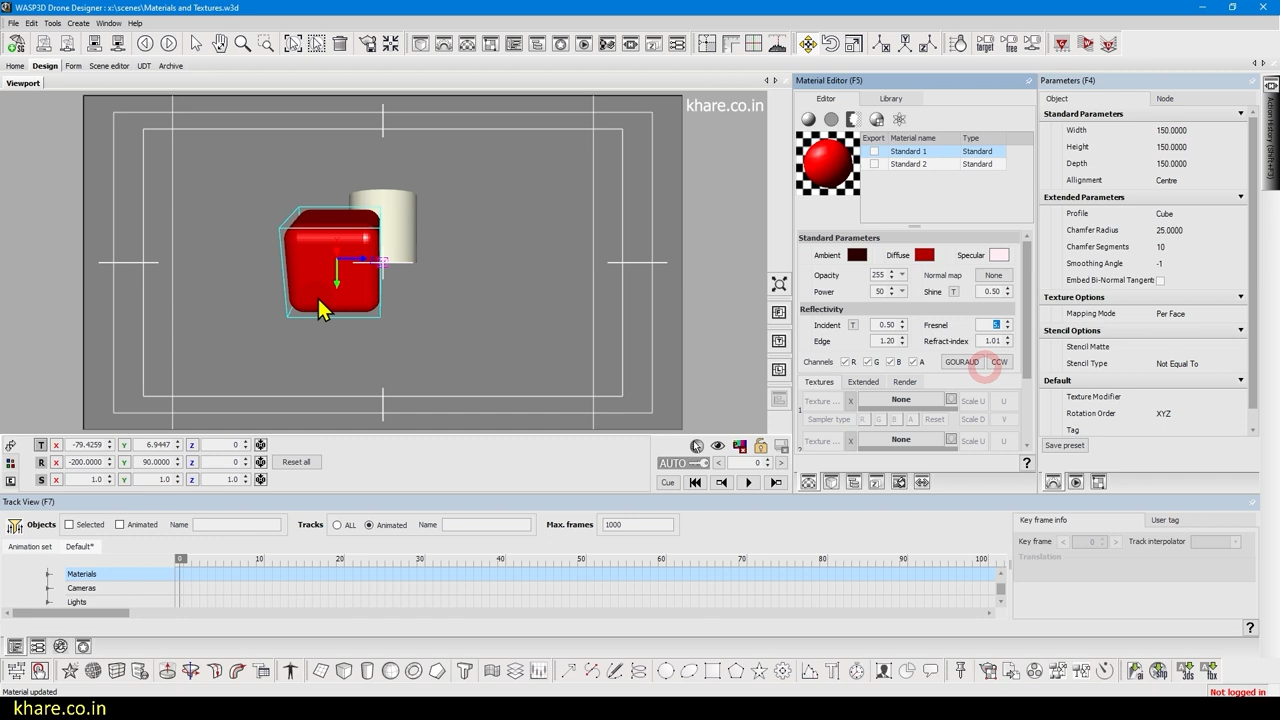 WASP3D Drone Designer : x:\scenes\Materials and Textures.w3d
File Edit Tools Create Window Help
Home Design Form Scene editor UDT Archive
Viewport
khare.co.in
Material Editor (F5)
Editor Library
Export Material name Type
Standard 1 Standard
Standard 2 Standard
Standard Parameters
Ambient Diffuse Specular
Opacity 255 Normal map None
Power 50 Shine T 0.50
Reflectivity
Incident T 0.50 Fresnel 5.
Edge 1.20 Refract-index 1.01
Channels R G B A GOURAUD CCW
Textures Extended Render
Texture ... X None Scale U U
1
Sampler type R G B A Reset Scale D V
Texture ... X None Scale U U
Parameters (F4)
Object Node
Standard Parameters
Width 150.0000
Height 150.0000
Depth 150.0000
Allignment Centre
Extended Parameters
Profile Cube
Chamfer Radius 25.0000
Chamfer Segments 10
Smoothing Angle -1
Embed Bi-Normal Tangents
Texture Options
Mapping Mode Per Face
Stencil Options
Stencil Matte
Stencil Type Not Equal To
Default
Texture Modifier
Rotation Order XYZ
Tag
Save preset
T X -79.4259 Y 6.9447 Z 0
R X -200.0000 Y 90.0000 Z 0 Reset all
S X 1.0 Y 1.0 Z 1.0
AUTO 0
Cue
Track View (F7)
Objects Selected Animated Name Tracks ALL Animated Name Max. frames 1000
Animation set Default*
0 10 20 30 40 50 60 70 80 90 100
Materials
Cameras
Lights
Key frame info User tag
Key frame < 0 > Track interpolator
Translation
Material updated
Not logged in
khare.co.in